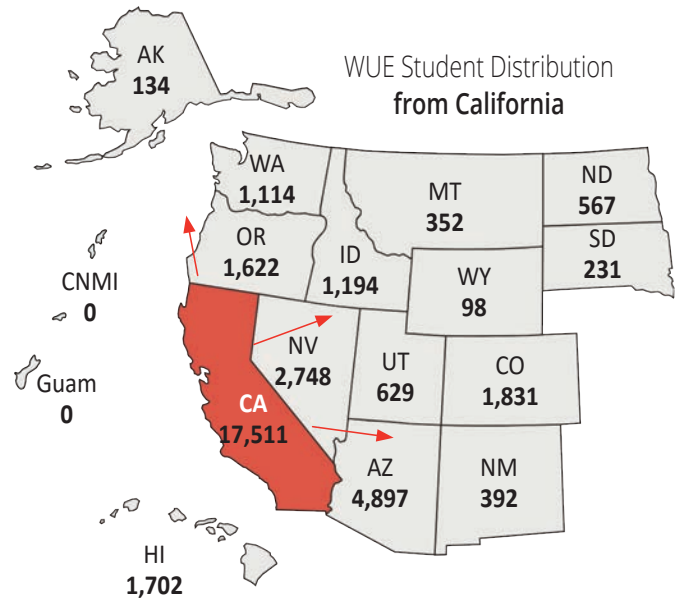 AK
134
WUE Student Distribution
from California
WA
1,114
MT
352
ND
567
OR
1,622
ID
1,194
SD
231
WY
98
CNMI
0
NV
2,748
UT
629
CO
1,831
Guam
0
CA
17,511
AZ
4,897
NM
392
HI
1,702